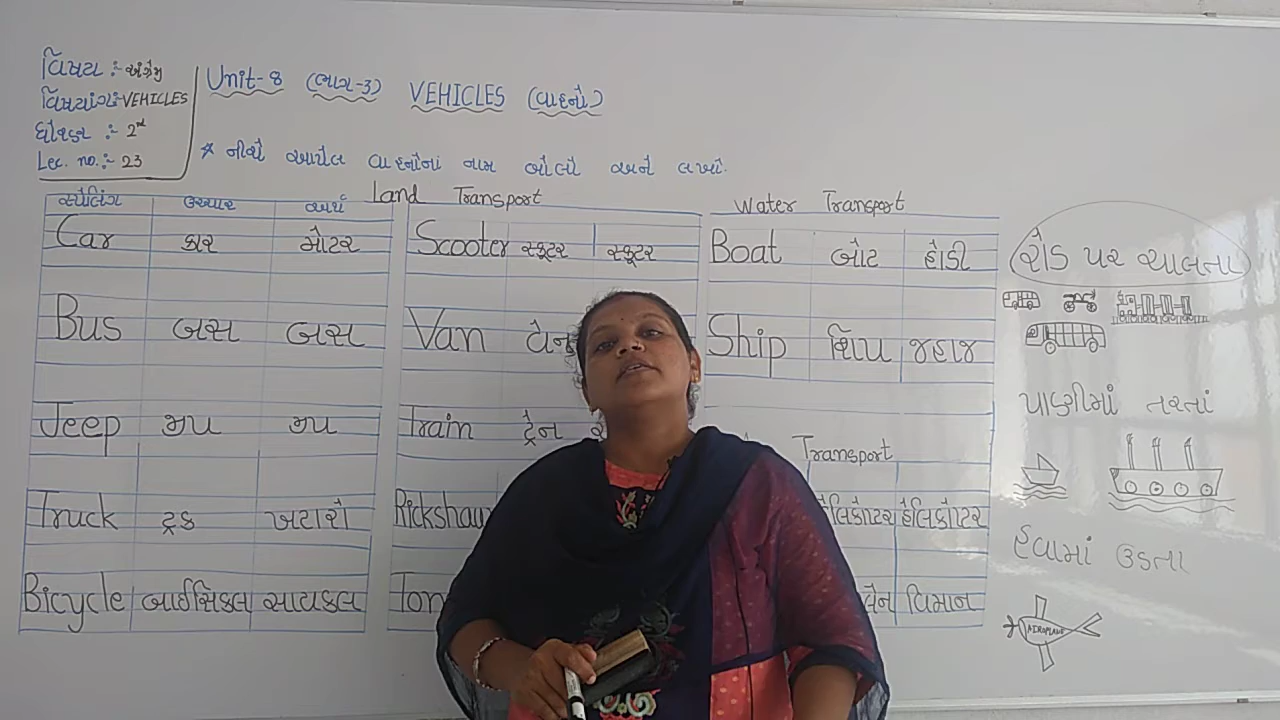 વિષય :- અંગ્રેજી
વિષયાંગ:- VEHICLES
ધોરણ :- 2nd
Lec. no.:- 23
Unit-8 (ભાગ-3) VEHICLES (વાહનો)
* નીચે આપેલ વાહનોનાં નામ બોલો અને લખો.
Land Transport
સ્પેલિંગ ઉચ્ચાર અર્થ
Car કાર મોટર
Bus બસ બસ
Jeep જીપ જીપ
Truck ટ્રક ખટારો
Bicycle બાઈસિકલ સાયકલ
Scooter સ્કૂટર સ્કૂટર
Van વેન
Train ટ્રેન
Water Transport
Boat બોટ હોડી
Ship શિપ જહાજ
Transport
હેલિકોપ્ટર
વિમાન
રોડ પર ચાલતા
પાણીમાં તરતાં
હવામાં ઉડતા
AEROPLANE